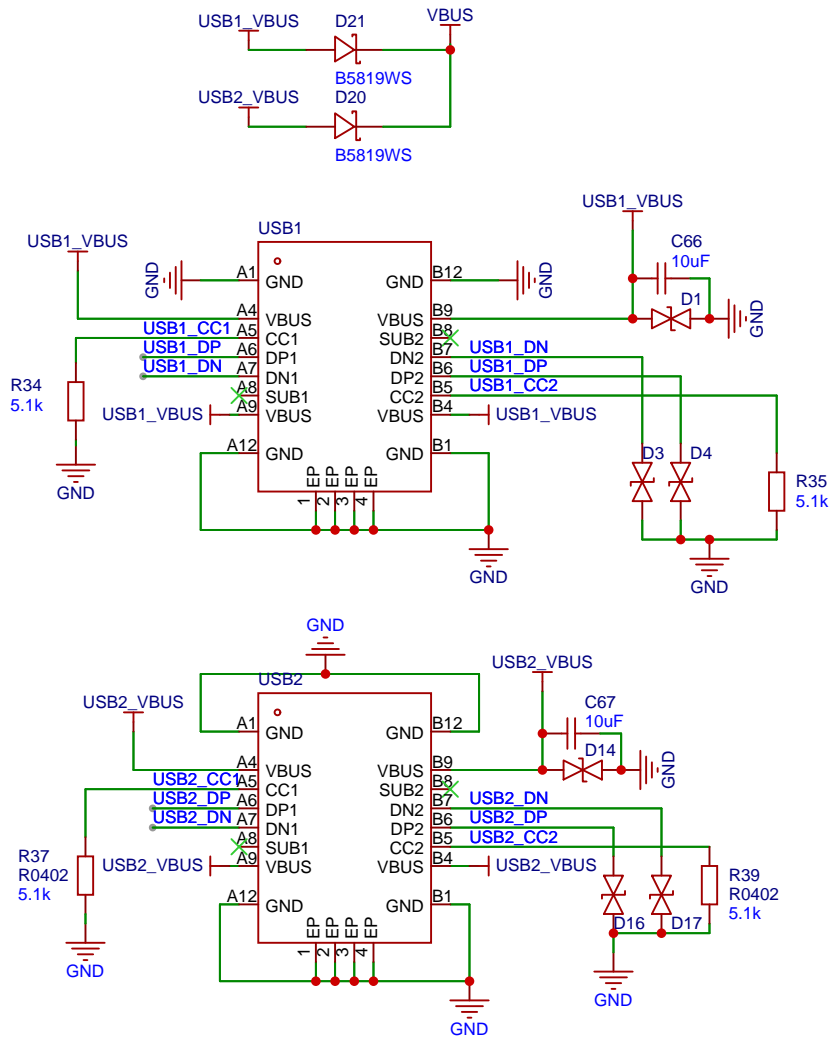 USB1_VBUS
D21
VBUS
B5819WS
USB2_VBUS
D20
B5819WS
USB1_VBUS
USB1
USB1_VBUS
C66
10uF
GND
A1
GND
GND
B12
GND
D1
GND
A4
VBUS
VBUS
B9
USB1_CC1
A5
CC1
SUB2
B8
USB1_DP
A6
DP1
DN2
B7
USB1_DN
USB1_DN
A7
DN1
DP2
B6
USB1_DP
R34
5.1k
A8
SUB1
CC2
B5
USB1_CC2
USB1_VBUS
A9
VBUS
VBUS
B4
USB1_VBUS
A12
GND
GND
B1
D3
D4
R35
5.1k
EP
EP
EP
EP
1
2
3
4
GND
GND
GND
GND
USB2_VBUS
USB2
USB2_VBUS
C67
10uF
A1
GND
GND
B12
D14
GND
A4
VBUS
VBUS
B9
USB2_CC1
A5
CC1
SUB2
B8
USB2_DP
A6
DP1
DN2
B7
USB2_DN
USB2_DN
A7
DN1
DP2
B6
USB2_DP
A8
SUB1
CC2
B5
USB2_CC2
R37
R0402
5.1k
USB2_VBUS
A9
VBUS
VBUS
B4
USB2_VBUS
R39
R0402
5.1k
A12
GND
GND
B1
D16
D17
EP
EP
EP
EP
1
2
3
4
GND
GND
GND